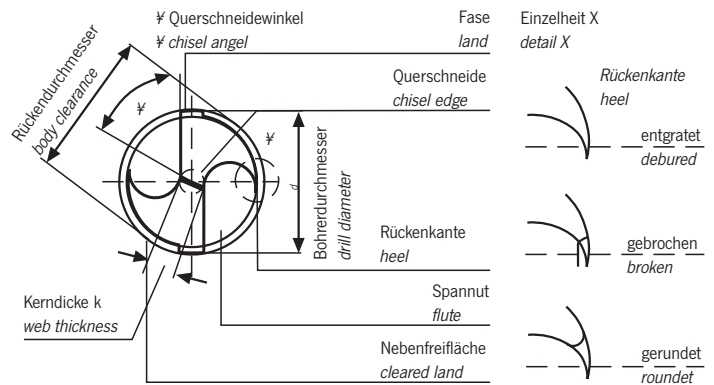 ¥ Querschneidewinkel
¥ chisel angel
Fase
land
Einzelheit X
detail X
Rückendurchmesser
body clearance
¥
Querschneide
chisel edge
Rückenkante
heel
¥
entgratet
debured
Bohrerdurchmesser
drill diameter
d
Rückenkante
heel
gebrochen
broken
Kerndicke k
web thickness
Spannut
flute
Nebenfreifläche
cleared land
gerundet
roundet